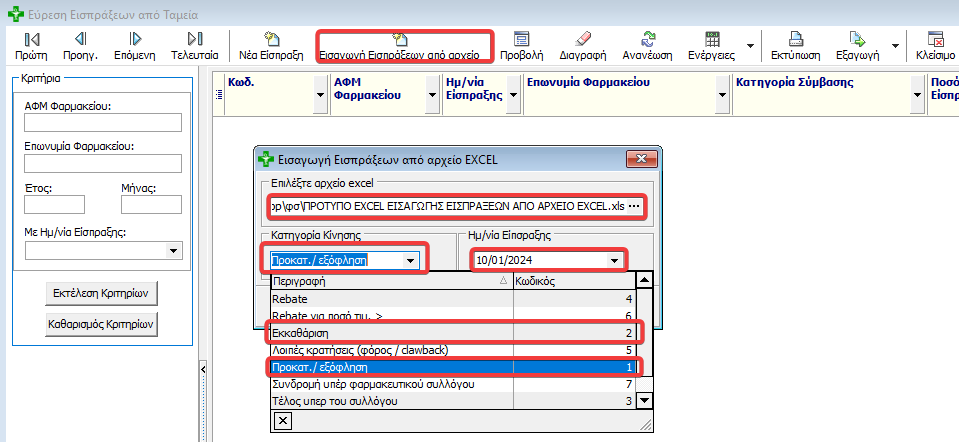 Εύρεση Εισπράξεων από Ταμεία
Πρώτη
Προηγ.
Επόμενη
Τελευταία
Νέα Είσπραξη
Εισαγωγή Εισπράξεων από αρχείο
Προβολή
Διαγραφή
Ανανέωση
Ενέργειες
Εκτύπωση
Εξαγωγή
Κλείσιμο
Κριτήρια
ΑΦΜ Φαρμακείου:
Επωνυμία Φαρμακείου:
Έτος:
Μήνας:
Με Ημ/νία Είσπραξης:
Εκτέλεση Κριτηρίων
Καθαρισμός Κριτηρίων
Κωδ.
ΑΦΜ Φαρμακείου
Ημ/νία Είσπραξης
Επωνυμία Φαρμακείου
Κατηγορία Σύμβασης
Ποσό Είσπρ
Εισαγωγή Εισπράξεων από αρχείο EXCEL
Επιλέξτε αρχείο excel
op\φσ\ΠΡΟΤΥΠΟ EXCEL ΕΙΣΑΓΩΓΗΣ ΕΙΣΠΡΑΞΕΩΝ ΑΠΟ ΑΡΧΕΙΟ EXCEL.xls ...
Κατηγορία Κίνησης
Ημ/νία Είσπραξης
Προκατ./ εξόφληση
10/01/2024
Περιγραφή Κωδικός
Rebate 4
Rebate για ποσό τιμ. > 6
Εκκαθάριση 2
Λοιπές κρατήσεις (φόρος / clawback) 5
Προκατ./ εξόφληση 1
Συνδρομή υπέρ φαρμακευτικού συλλόγου 7
Τέλος υπερ του συλλόγου 3